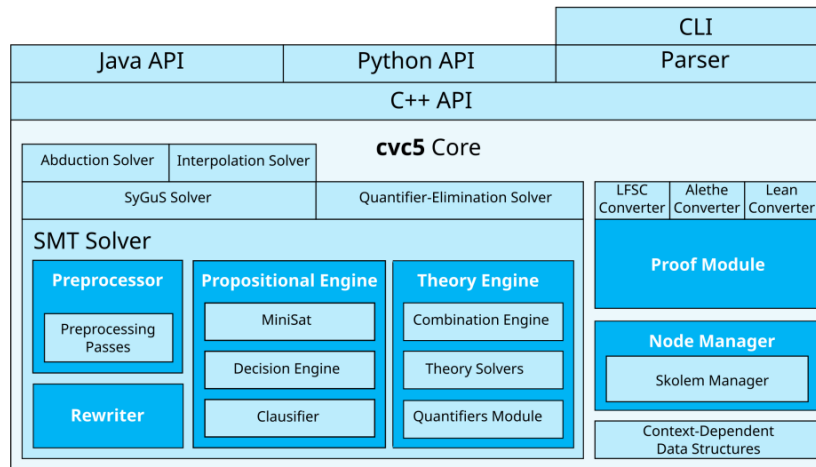 CLI
Java API
Python API
Parser
C++ API
cvc5 Core
Abduction Solver
Interpolation Solver
SyGuS Solver
Quantifier-Elimination Solver
LFSC
Converter
Alethe
Converter
Lean
Converter
SMT Solver
Preprocessor
Preprocessing
Passes
Rewriter
Propositional Engine
MiniSat
Decision Engine
Clausifier
Theory Engine
Combination Engine
Theory Solvers
Quantifiers Module
Proof Module
Node Manager
Skolem Manager
Context-Dependent
Data Structures